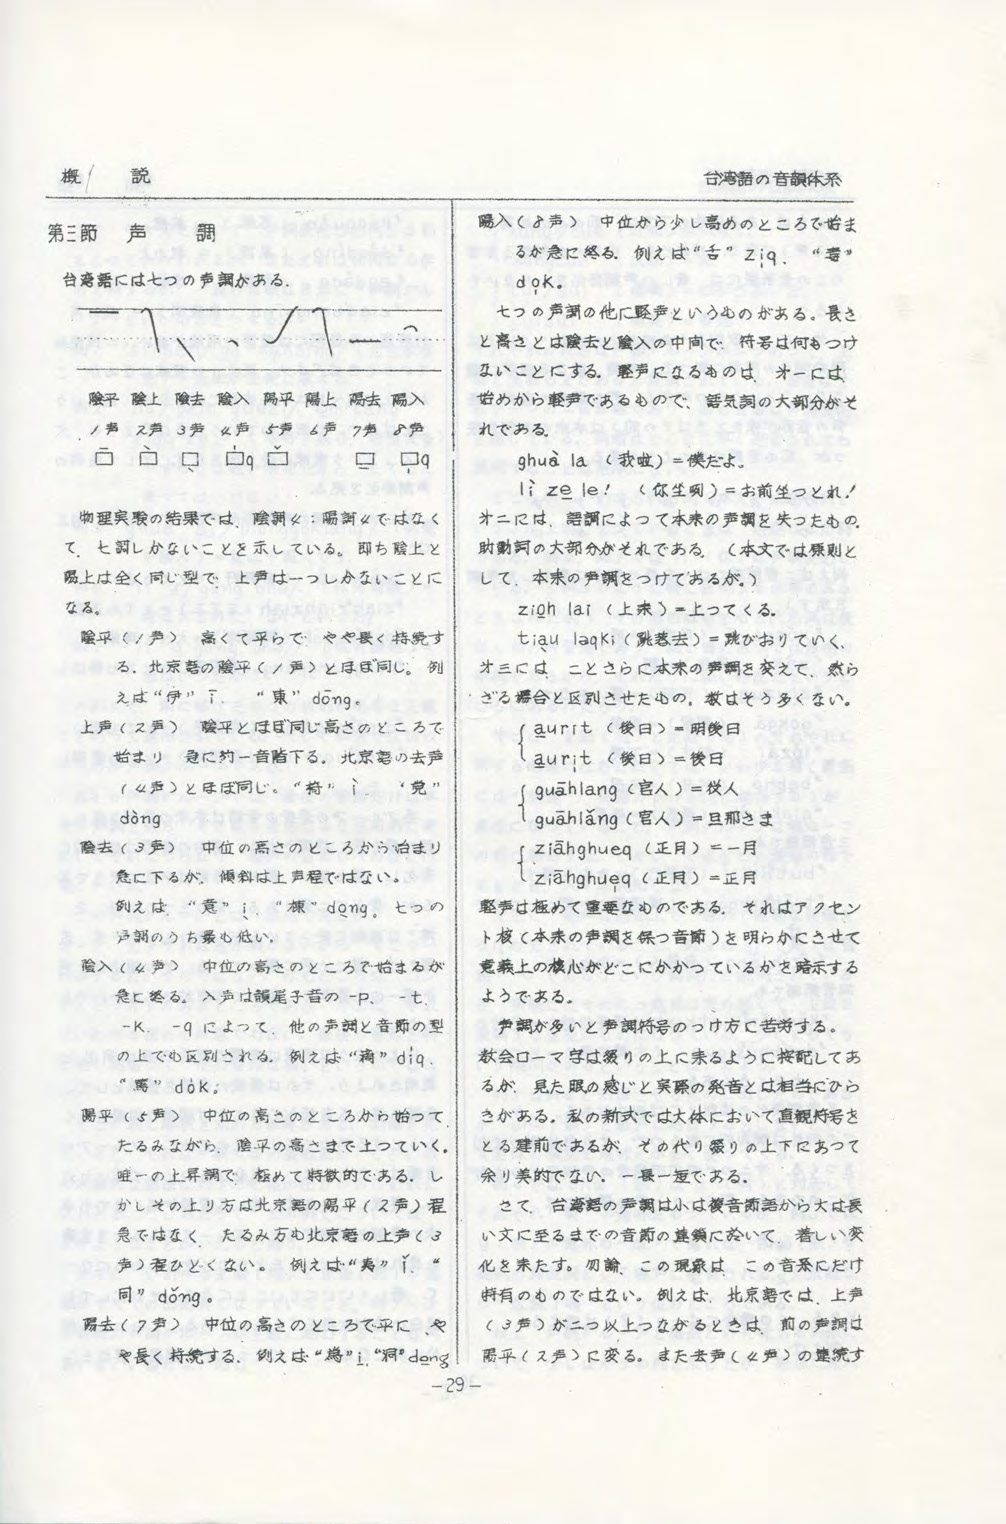 概 説
台湾語の音韻体系
第三節 声 調
台湾語には七つの声調がある.
陰平 陰上 陰去 陰入 陽平 陽上 陽去 陽入
1声 2声 3声 4声 5声 6声 7声 8声
物理実験の結果では、陰調4:陽調4ではなく
て、七調しかないことを示している。即ち陰上と
陽上は全く同じ型で、上声は一つしかないことに
なる。
陰平(1声) 高くて平らで、やや長く持続す
る. 北京語の陰平(1声)とほぼ同じ. 例
えば“伊”ī、“東”dōng。
上声(2声) 陰平とほぼ同じ高さのところで
始まり、急に約一音階下る。北京語の去声
(4声)とほぼ同じ。“椅”ì、“党”
dòng
陰去(3声) 中位の高さのところから始まり
急に下るが、傾斜は上声程ではない。
例えば、“意”i̖、“棟”do̖ng。七つの
声調のうち最も低い.
陰入(4声) 中位の高さのところで始まるが
急に終る。入声は韻尾子音の-p、-t、
-k、-qによって、他の声調と音節の型
の上でも区別される. 例えば“滴”di̍q、
“篤”do̍k。
陽平(5声) 中位の高さのところから始って
たるみながら、陰平の高さまで上っていく.
唯一の上昇調で、極めて特徴的である. し
かしその上り方は北京語の陽平(2声)程
急ではなく、たるみ方も北京語の上声(3
声)程ひどくない。例えば“夷”ǐ、“
同”dǒng。
陽去(7声) 中位の高さのところで平に、や
や長く持続する. 例えばi̠、“洞”do̠ng
陽入(8声) 中位から少し高めのところで始ま
るが急に終る. 例えば“舌”zi̩q、“毒”
do̩k。
七つの声調の他に軽声というものがある。長さ
と高さとは陰去と陰入の中間で、符号は何もつけ
ないことにする。軽声になるものは、オ一には、
始めから軽声であるもので、語気詞の大部分がそ
れである.
ghuà la(我啦)=僕だよ。
lì ze̠ le!(你坐咧)=お前坐っとれ!
オ二には、語調によって本来の声調を失ったもの.
助動詞の大部分がそれである.(本文では原則と
して、本来の声調をつけてあるが。)
zioh lai(上来)=上ってくる.
tia̖u laqki(跳落去)=跳びおりていく、
オ三には、ことさらに本来の声調を変えて、然ら
ざる場合と区別させたもの. 数はそう多くない。
a̠urit(後日)=明後日
auri̩t(後日)=後日
guāhlang(官人)=役人
guāhlǎng(官人)=旦那さま
ziāhghueq(正月)=一月
ziāhghue̩q(正月)=正月
軽声は極めて重要なものである. それはアクセン
ト核(本来の声調を保つ音節)を明らかにさせて
意義上の核心がどこにかかっているかを暗示する
ようである。
声調が多いと声調符号のつけ方に苦労する。
教会ローマ字は綴りの上に来るように按配してあ
るが、見た眼の感じと実際の発音とは相当にひら
きがある。私の新式では大体において直観符号を
とる建前であるが、その代り綴りの上下にあって
余り美的でない。一長一短である。
さて、台湾語の声調は小は複音節語から大は長
い文に至るまでの音節の連鎖に於いて、著しい変
化を来たす。勿論、この現象は、この音系にだけ
特有のものではない。例えば、北京語では、上声
(3声)が二つ以上つながるときは、前の声調は
陽平(2声)に変る。また去声(4声)の連続す
-29-